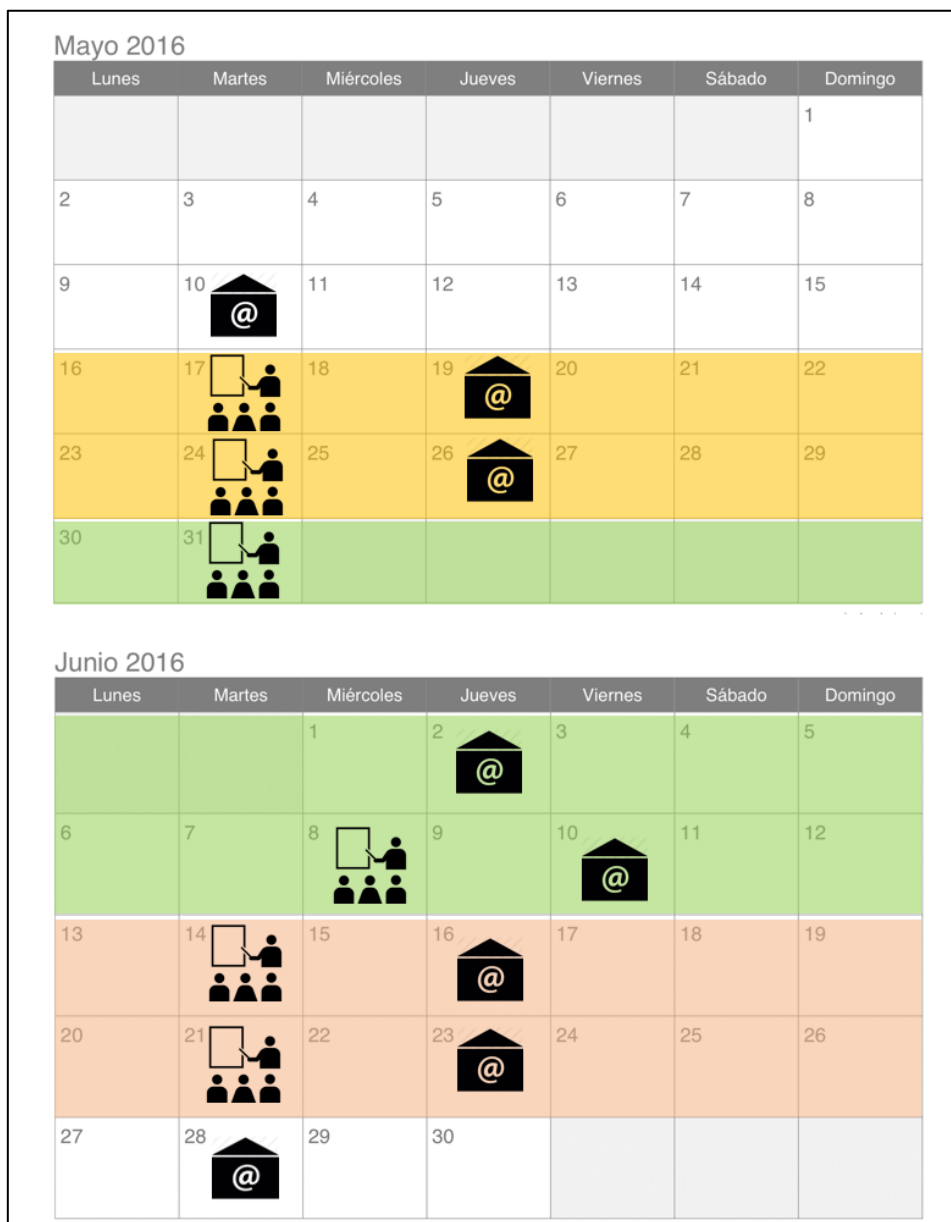 Mayo 2016
Lunes Martes Miércoles Jueves Viernes Sábado Domingo
1
2 3 4 5 6 7 8
9 10 @ 11 12 13 14 15
16 17 18 19 @ 20 21 22
23 24 25 26 @ 27 28 29
30 31
Junio 2016
Lunes Martes Miércoles Jueves Viernes Sábado Domingo
1 2 @ 3 4 5
6 7 8 9 10 @ 11 12
13 14 15 16 @ 17 18 19
20 21 22 23 @ 24 25 26
27 28 @ 29 30